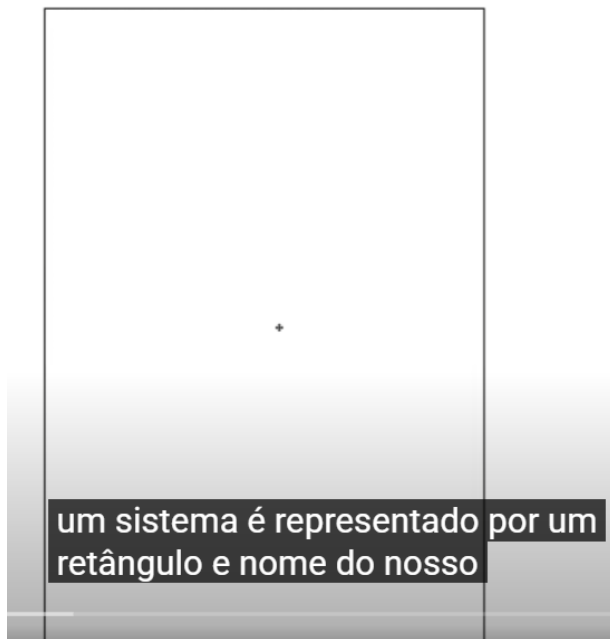 um sistema é representado por um
retângulo e nome do nosso